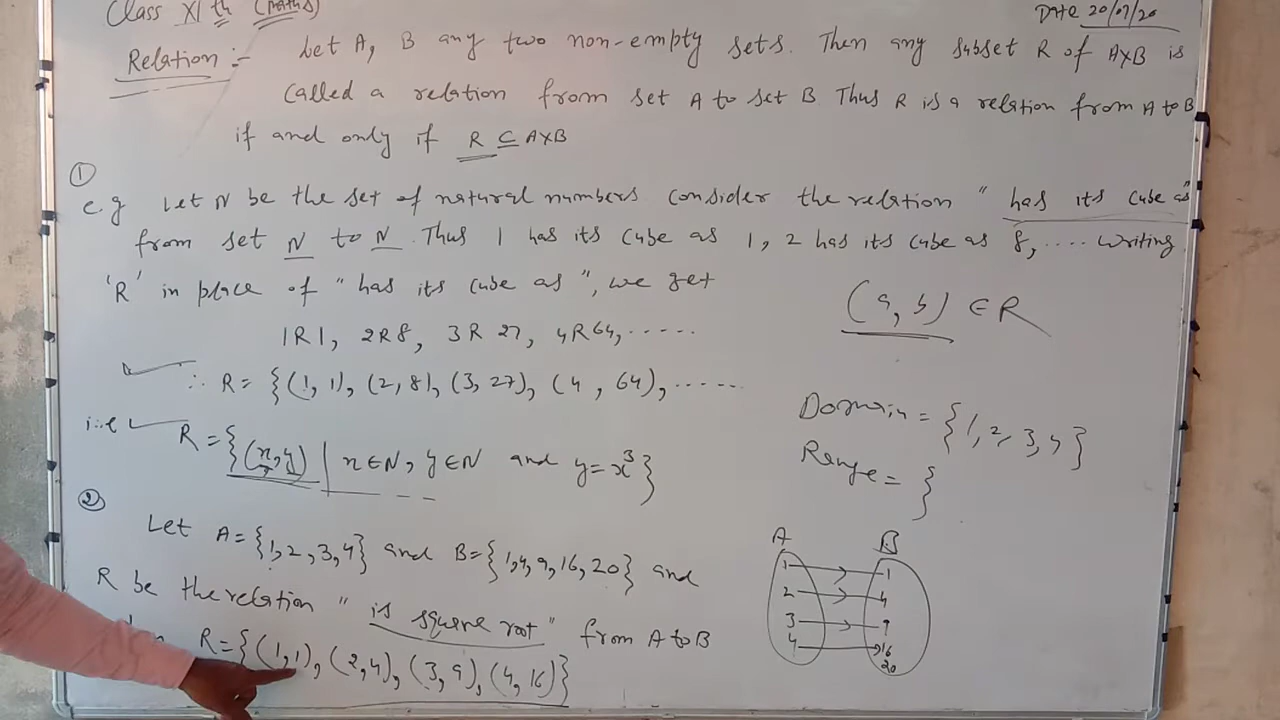 Class XI th (Maths)
Date 20/07/20
Relation :- Let A, B any two non-empty sets. Then any subset R of A×B is
called a relation from set A to set B. Thus R is a relation from A to B
if and only if R ⊆ A×B
①
e.g Let N be the set of natural numbers consider the relation " has its cube as "
from set N to N. Thus 1 has its cube as 1, 2 has its cube as 8, .... writing
'R' in place of " has its cube as ", we get
1R1, 2R8, 3R27, 4R64, ......
(a, b) ∈ R
∴ R = {(1, 1), (2, 8), (3, 27), (4, 64), ......
i.e
R = {(x, y) | x ∈ N, y ∈ N and y = x³}
Domain = {1, 2, 3, 4}
Range = {
②
Let A = {1, 2, 3, 4} and B = {1, 4, 9, 16, 20} and
R be the relation " is square root " from A to B
R = {(1, 1), (2, 4), (3, 9), (4, 16)}
A B
1 1
2 4
3 9
4 16
20